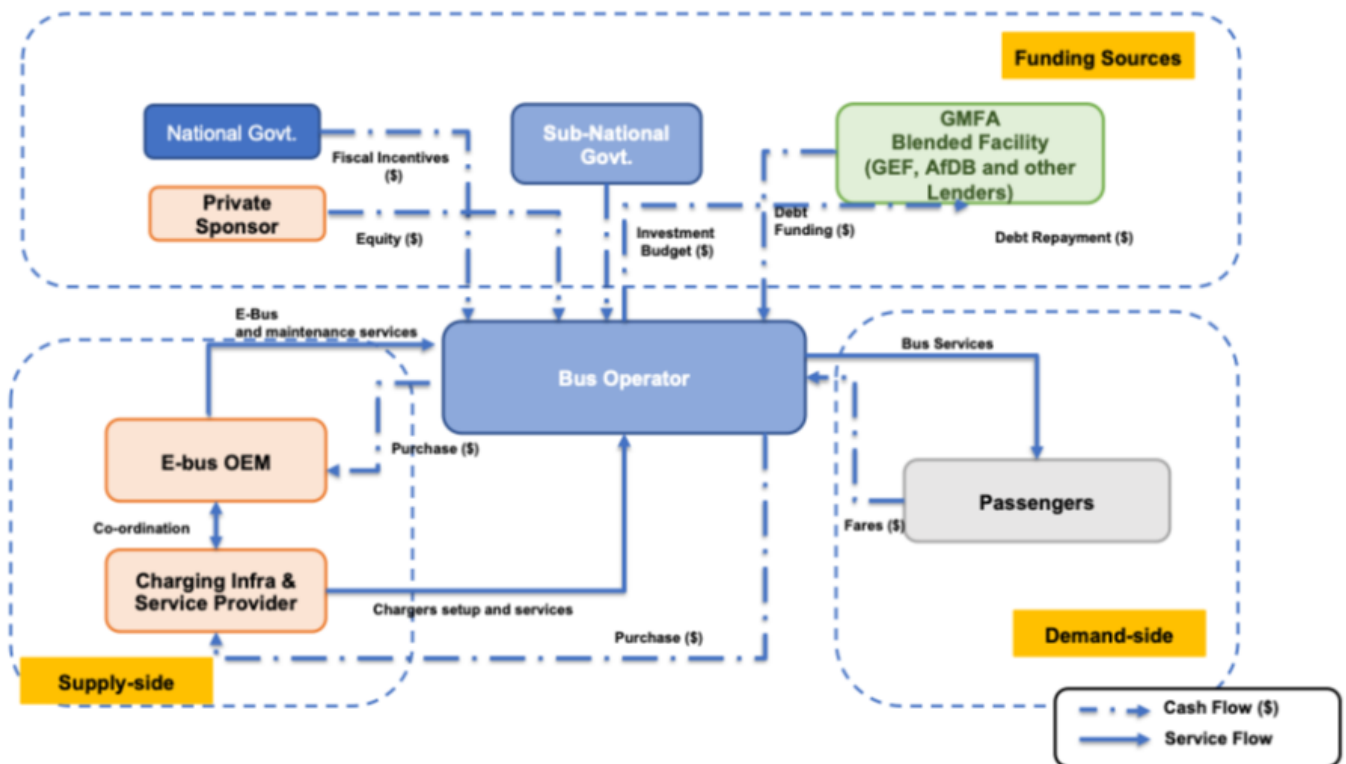 Funding Sources
National Govt.
Fiscal Incentives
($)
Sub-National
Govt.
GMFA
Blended Facility
(GEF, AfDB and other
Lenders)
Private
Sponsor
Equity ($)
Investment
Budget ($)
Debt
Funding ($)
Debt Repayment ($)
E-Bus
and maintenance services
Bus Operator
Bus Services
E-bus OEM
Purchase ($)
Passengers
Fares ($)
Co-ordination
Charging Infra &
Service Provider
Chargers setup and services
Purchase ($)
Demand-side
Supply-side
Cash Flow ($)
Service Flow